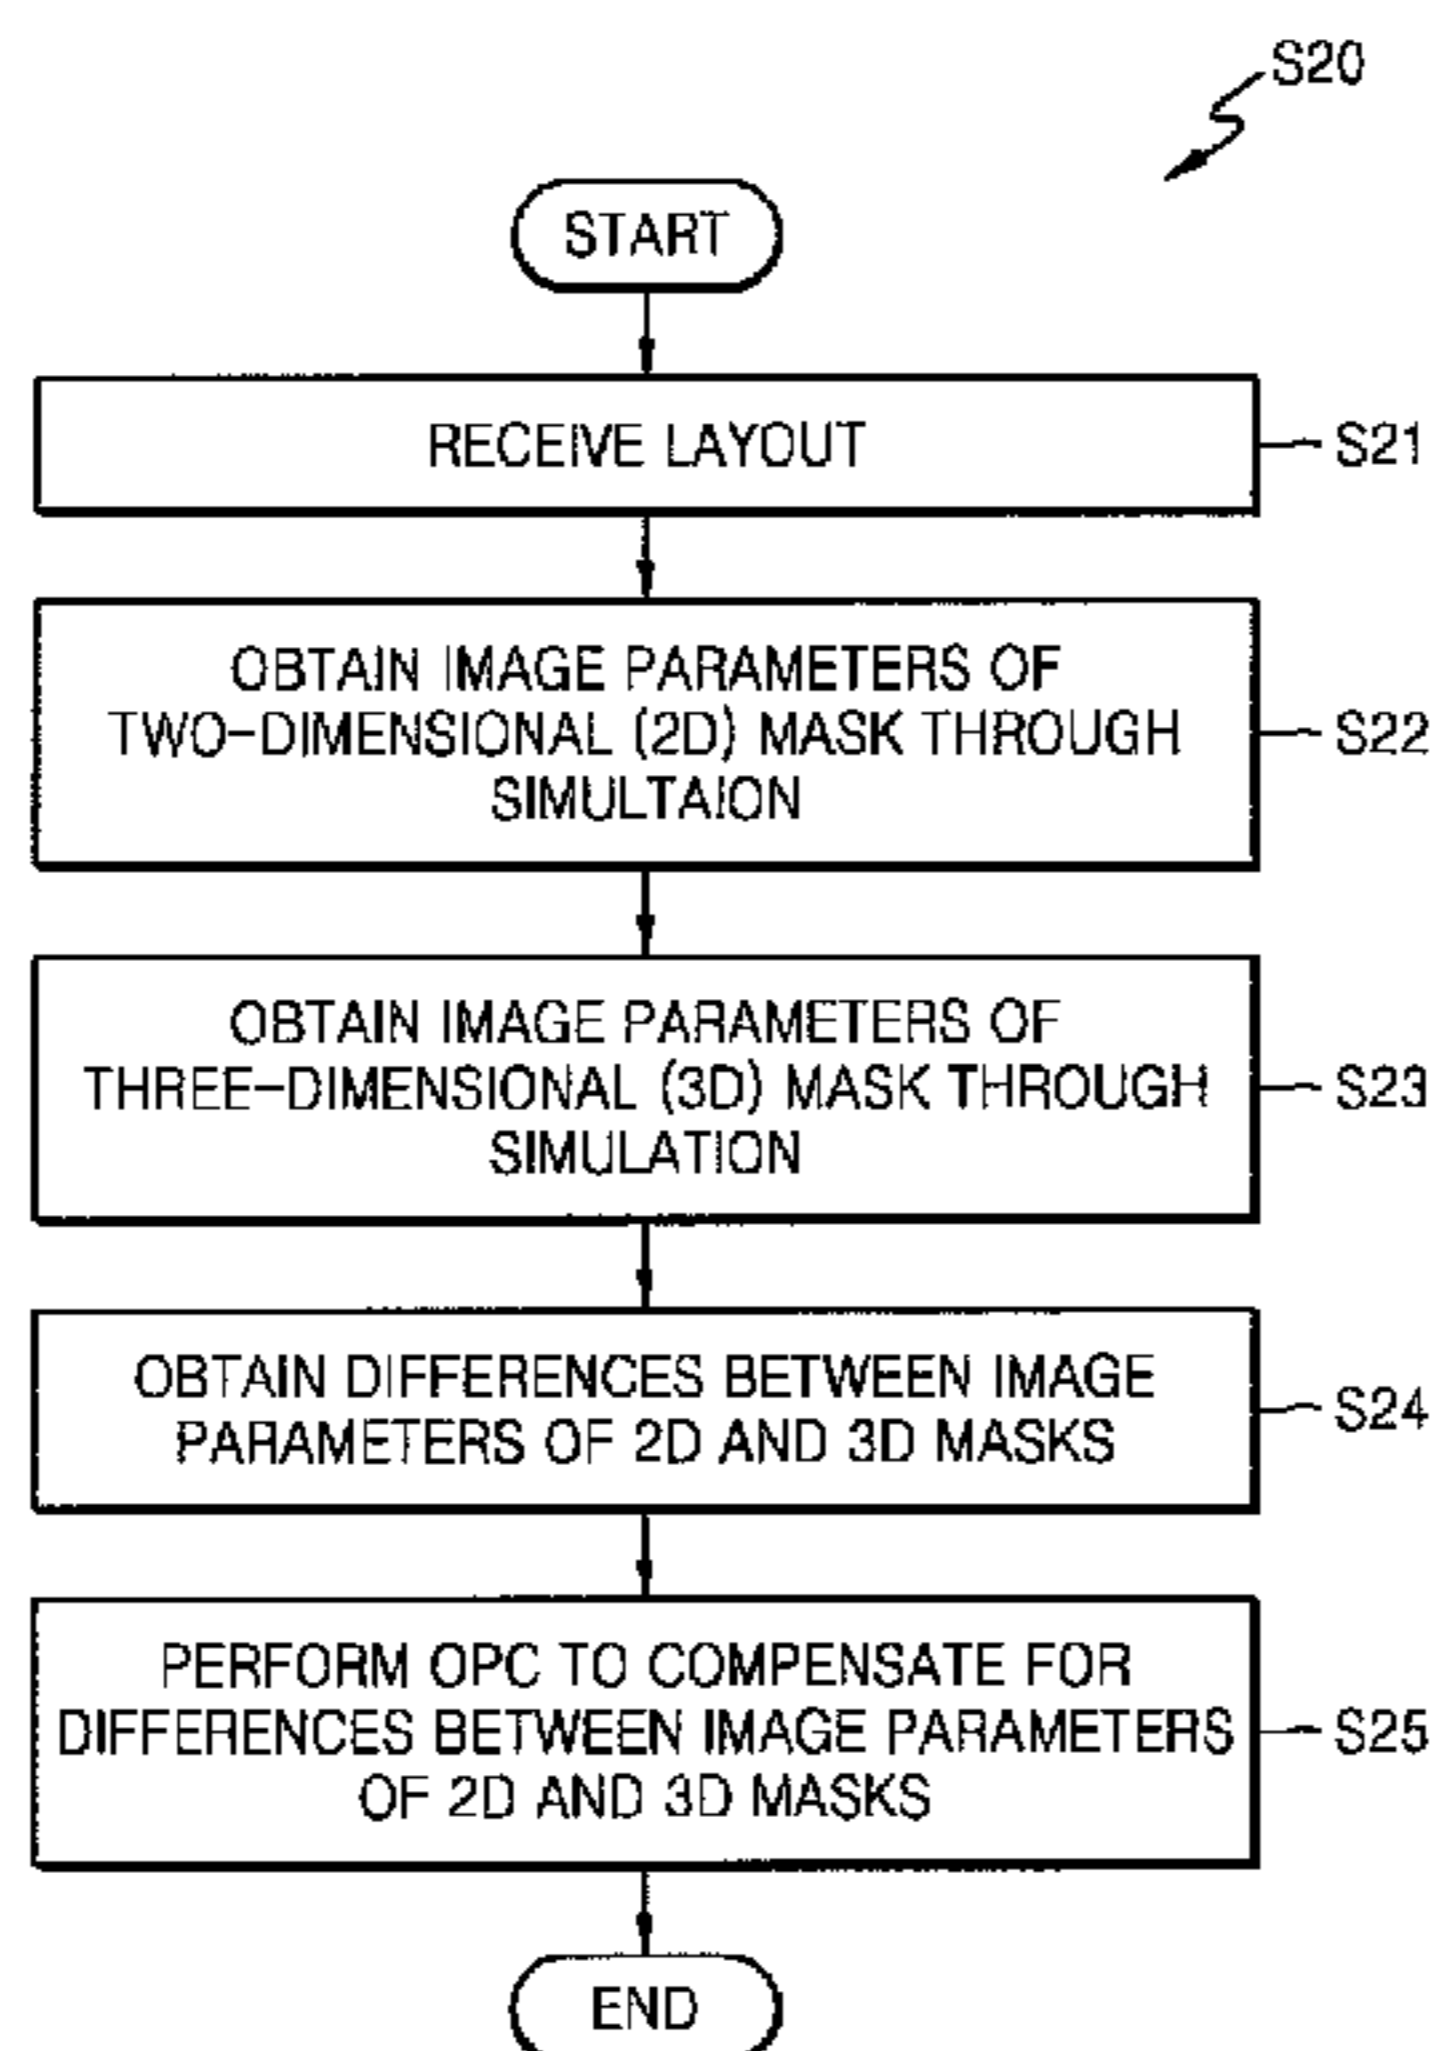 S20
START
RECEIVE LAYOUT
S21
OBTAIN IMAGE PARAMETERS OF
TWO-DIMENSIONAL (2D) MASK THROUGH
SIMULTAION
S22
OBTAIN IMAGE PARAMETERS OF
THREE-DIMENSIONAL (3D) MASK THROUGH
SIMULATION
S23
OBTAIN DIFFERENCES BETWEEN IMAGE
PARAMETERS OF 2D AND 3D MASKS
S24
PERFORM OPC TO COMPENSATE FOR
DIFFERENCES BETWEEN IMAGE PARAMETERS
OF 2D AND 3D MASKS
S25
END